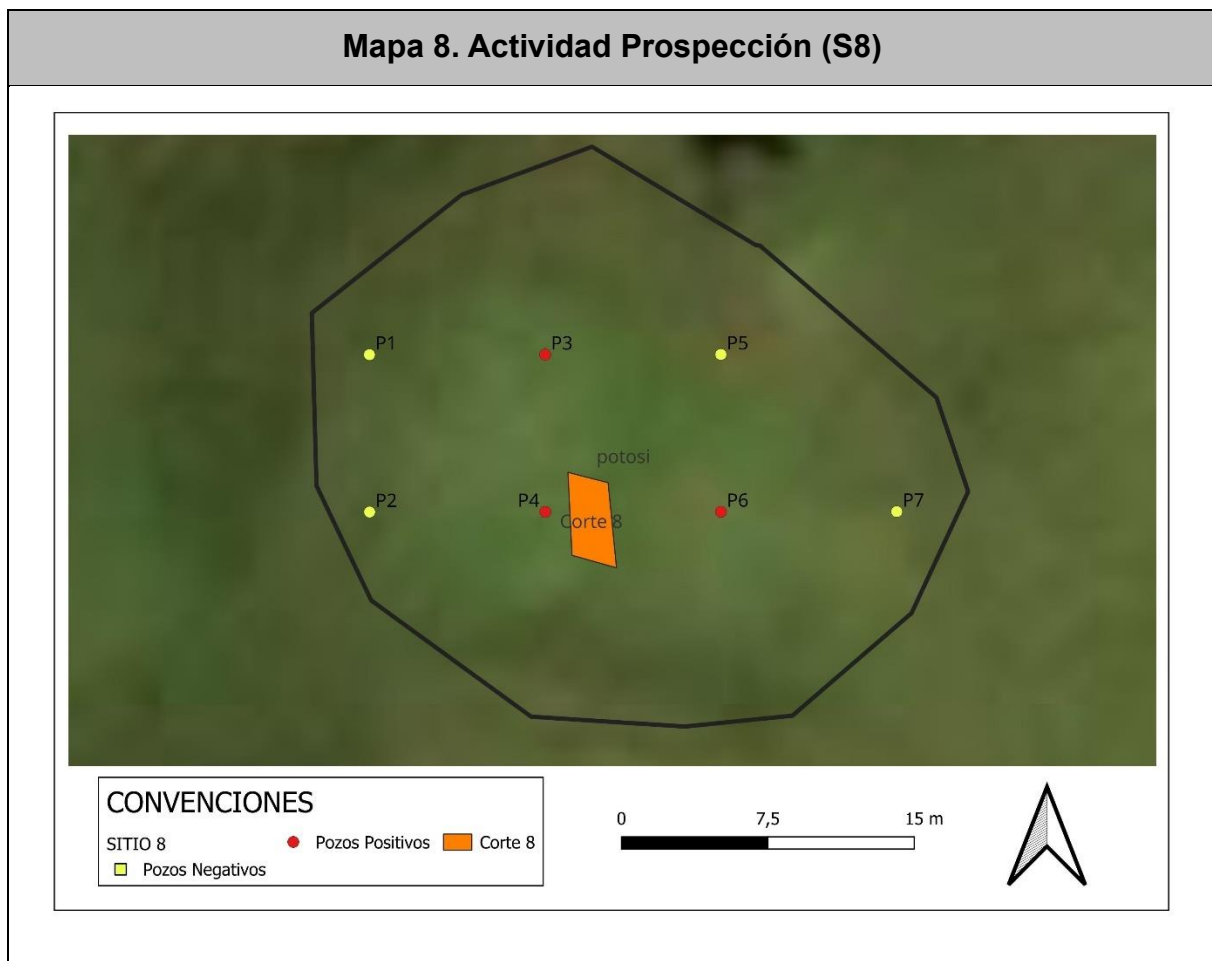 Mapa 8. Actividad Prospección (S8)
P1
P3
P5
potosi
P2
P4
Corte 8
P6
P7
CONVENCIONES
SITIO 8
Pozos Positivos
Corte 8
Pozos Negativos
0
7,5
15 m